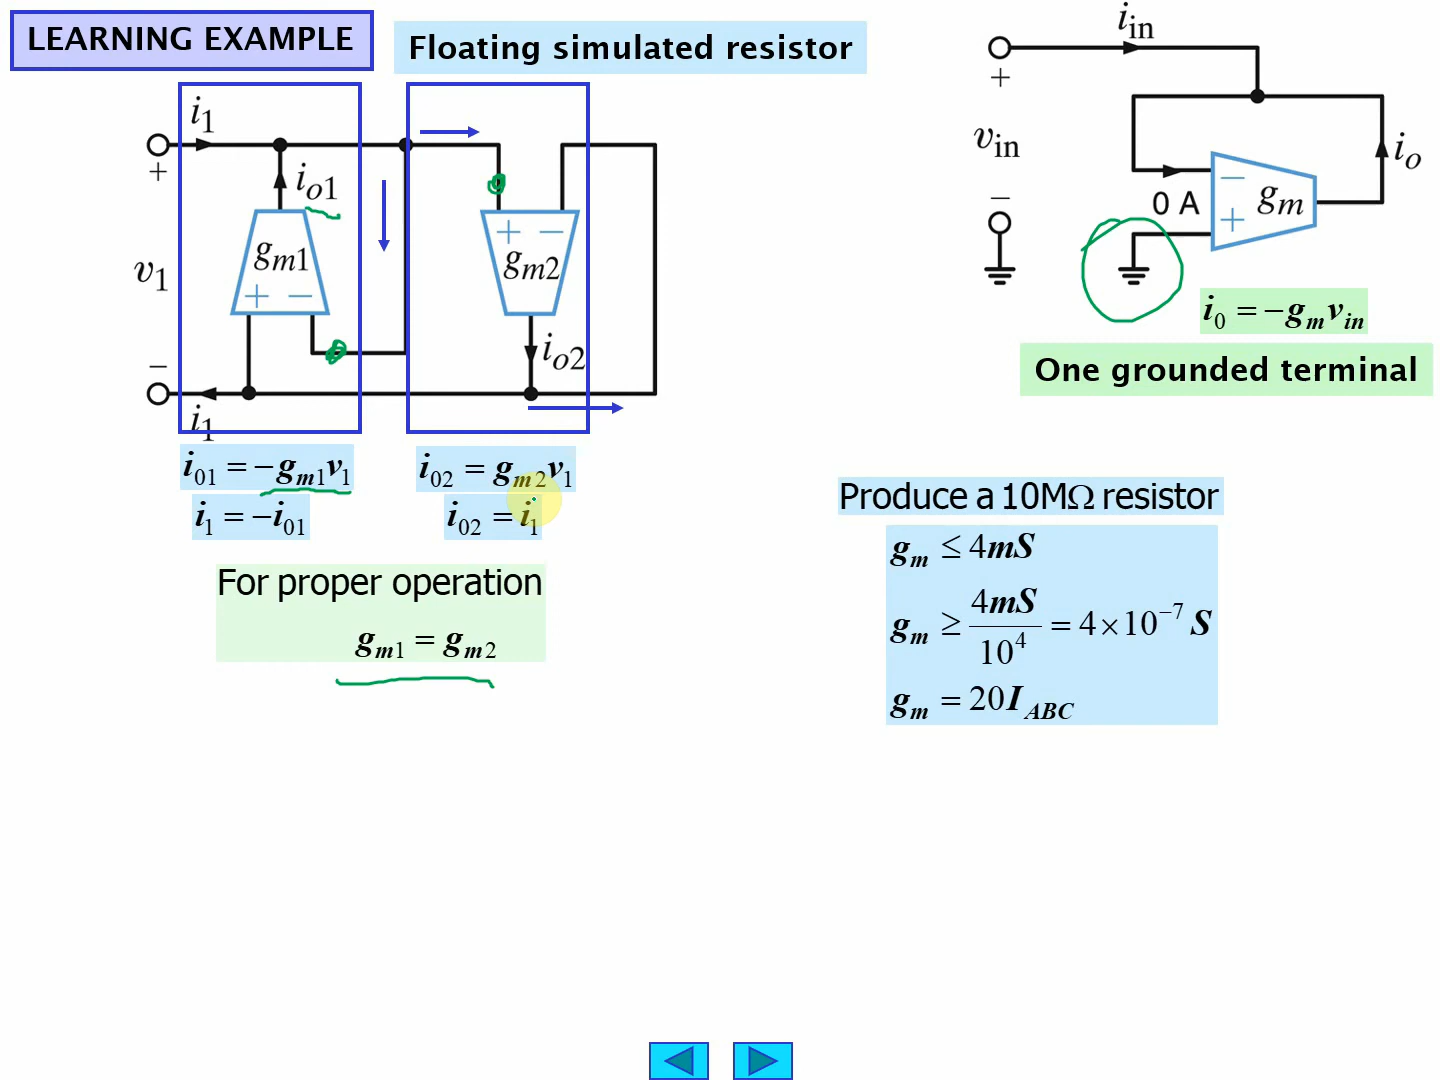 LEARNING EXAMPLE
Floating simulated resistor
i1
+
io1
v1
gm1
+ −
−
i1
+ −
gm2
io2
iin
+
vin
−
0 A
−
+
gm
io
i0 = −gmvin
One grounded terminal
i01 = −gm1v1
i1 = −i01
i02 = gm2v1
i02 = i1
For proper operation
gm1 = gm2
Produce a 10MΩ resistor
gm ≤ 4mS
gm ≥ 4mS / 10^4 = 4×10^−7 S
gm = 20IABC